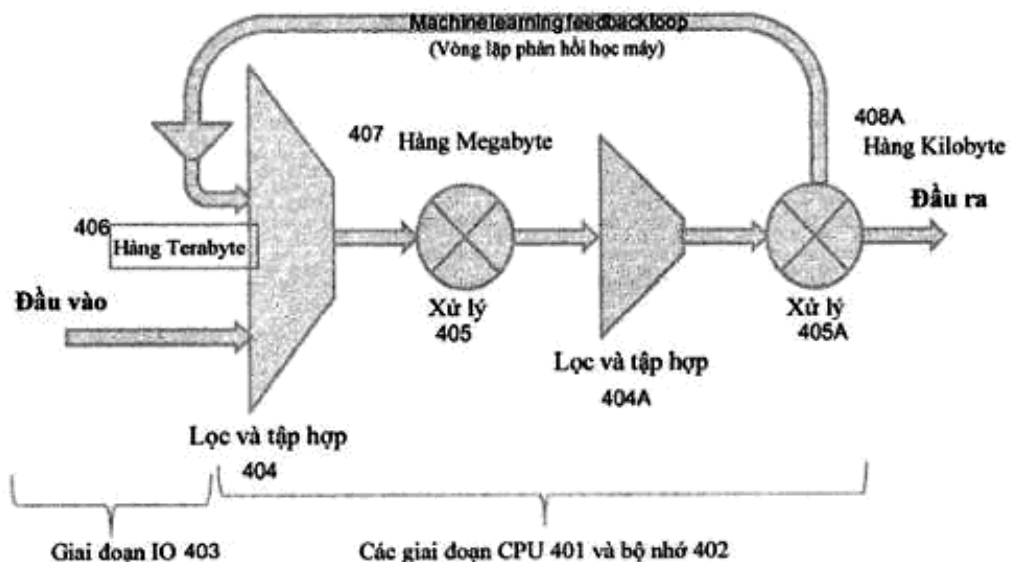 Machine learning feedback loop
(Vòng lặp phản hồi học máy)
408A
Hàng Kilobyte
407 Hàng Megabyte
Đầu ra
406
Hàng Terabyte
Đầu vào
Xử lý
405
Xử lý
405A
Lọc và tập hợp
404A
Lọc và tập hợp
404
Giai đoạn IO 403
Các giai đoạn CPU 401 và bộ nhớ 402